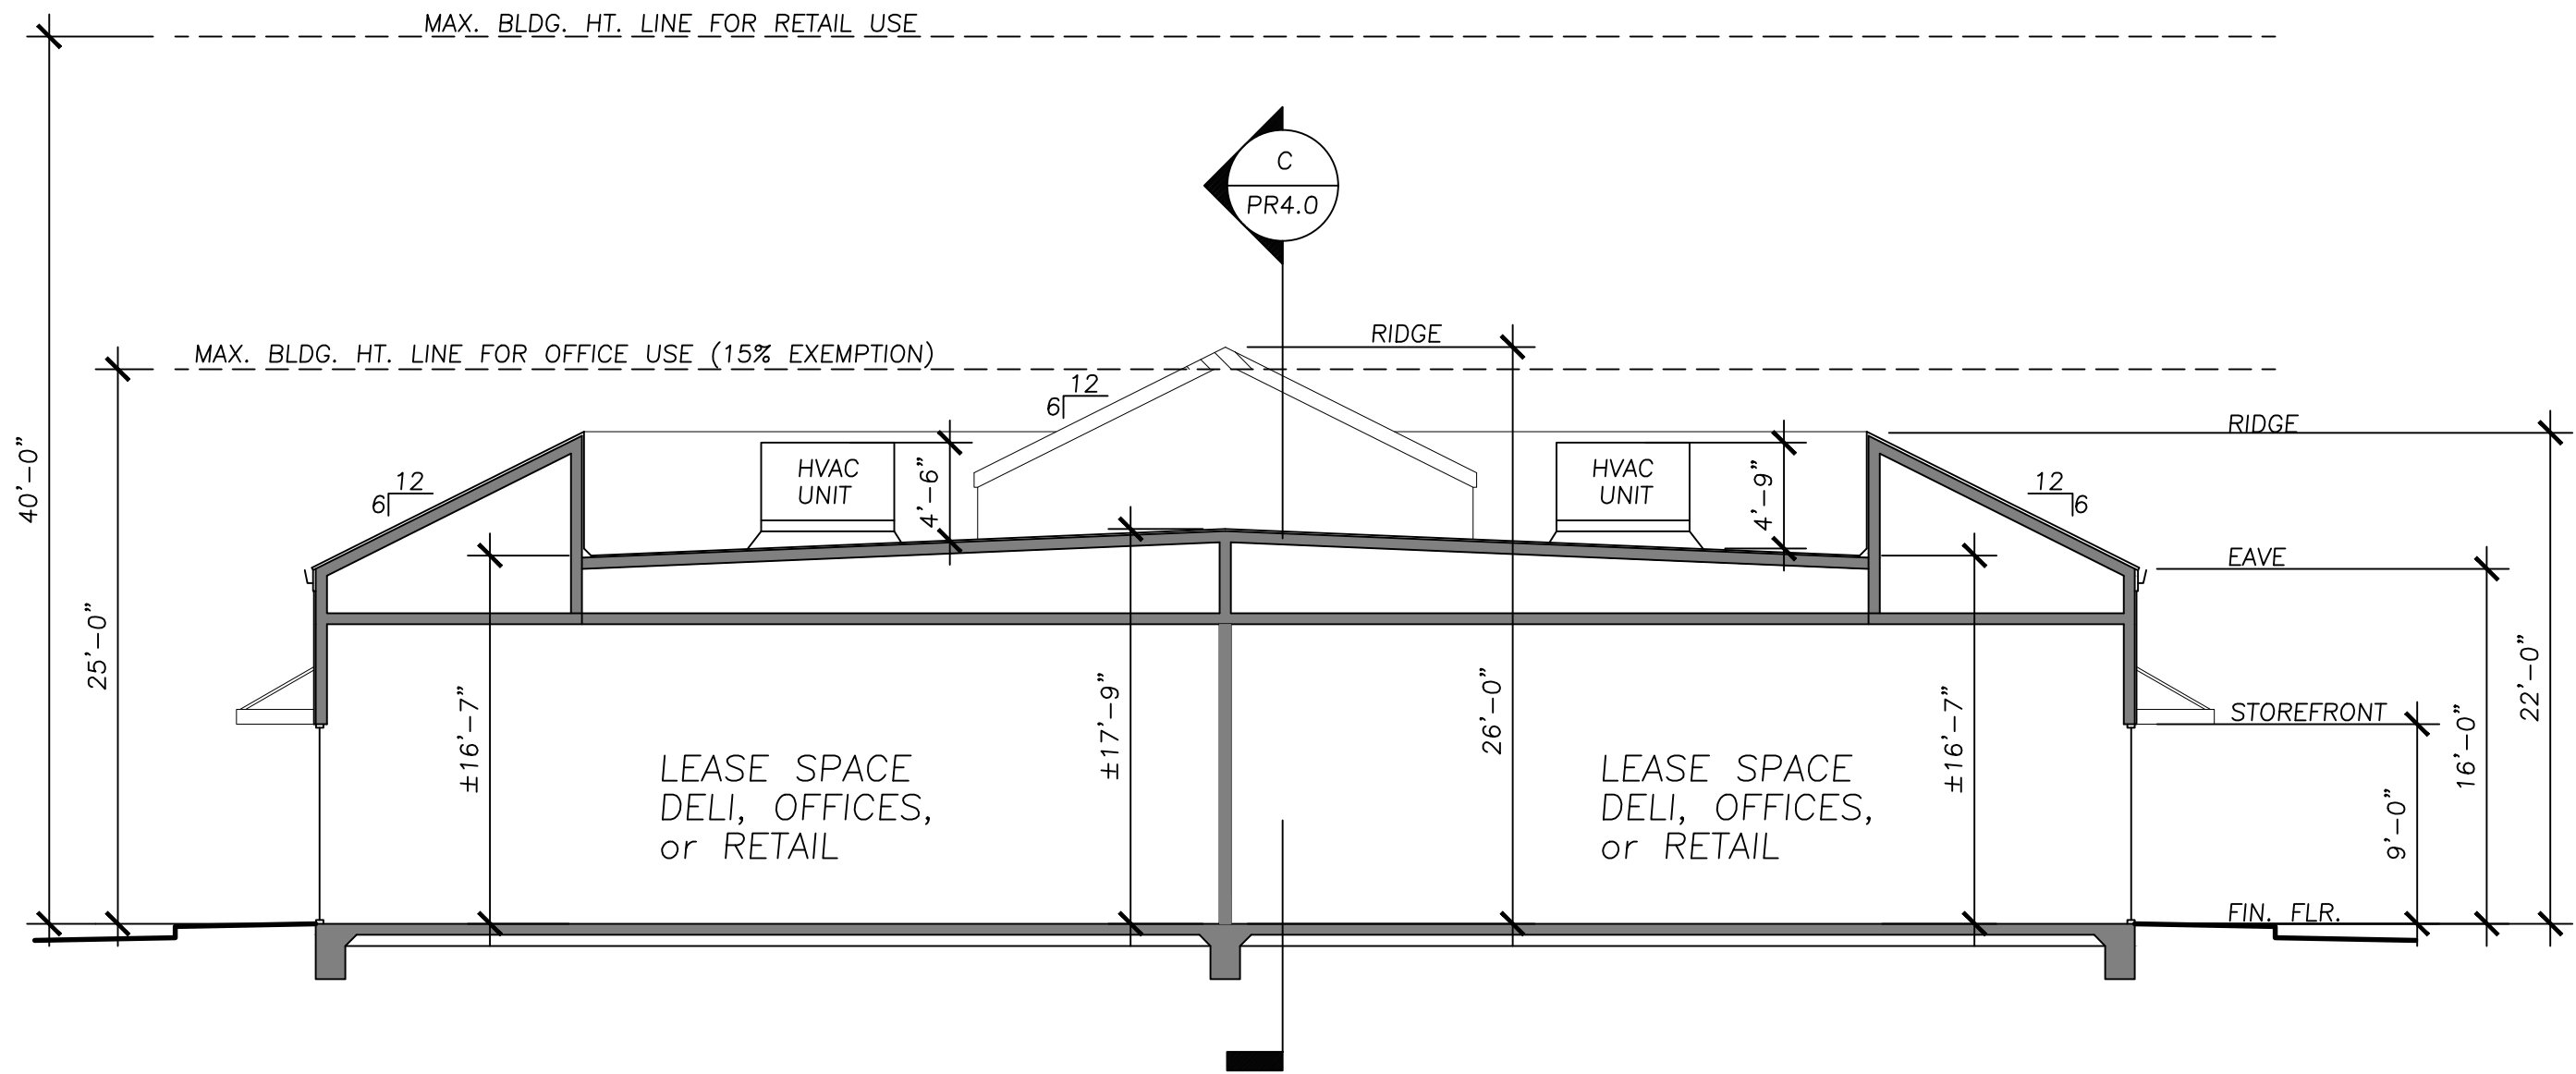 MAX. BLDG. HT. LINE FOR RETAIL USE
C
PR4.0
RIDGE
MAX. BLDG. HT. LINE FOR OFFICE USE (15% EXEMPTION)
12
6
RIDGE
40'-0"
HVAC
UNIT
4'-6"
HVAC
UNIT
4'-9"
12
6
12
6
EAVE
25'-0"
±16'-7"
±17'-9"
26'-0"
±16'-7"
22'-0"
16'-0"
STOREFRONT
9'-0"
LEASE SPACE
DELI, OFFICES,
or RETAIL
LEASE SPACE
DELI, OFFICES,
or RETAIL
FIN. FLR.